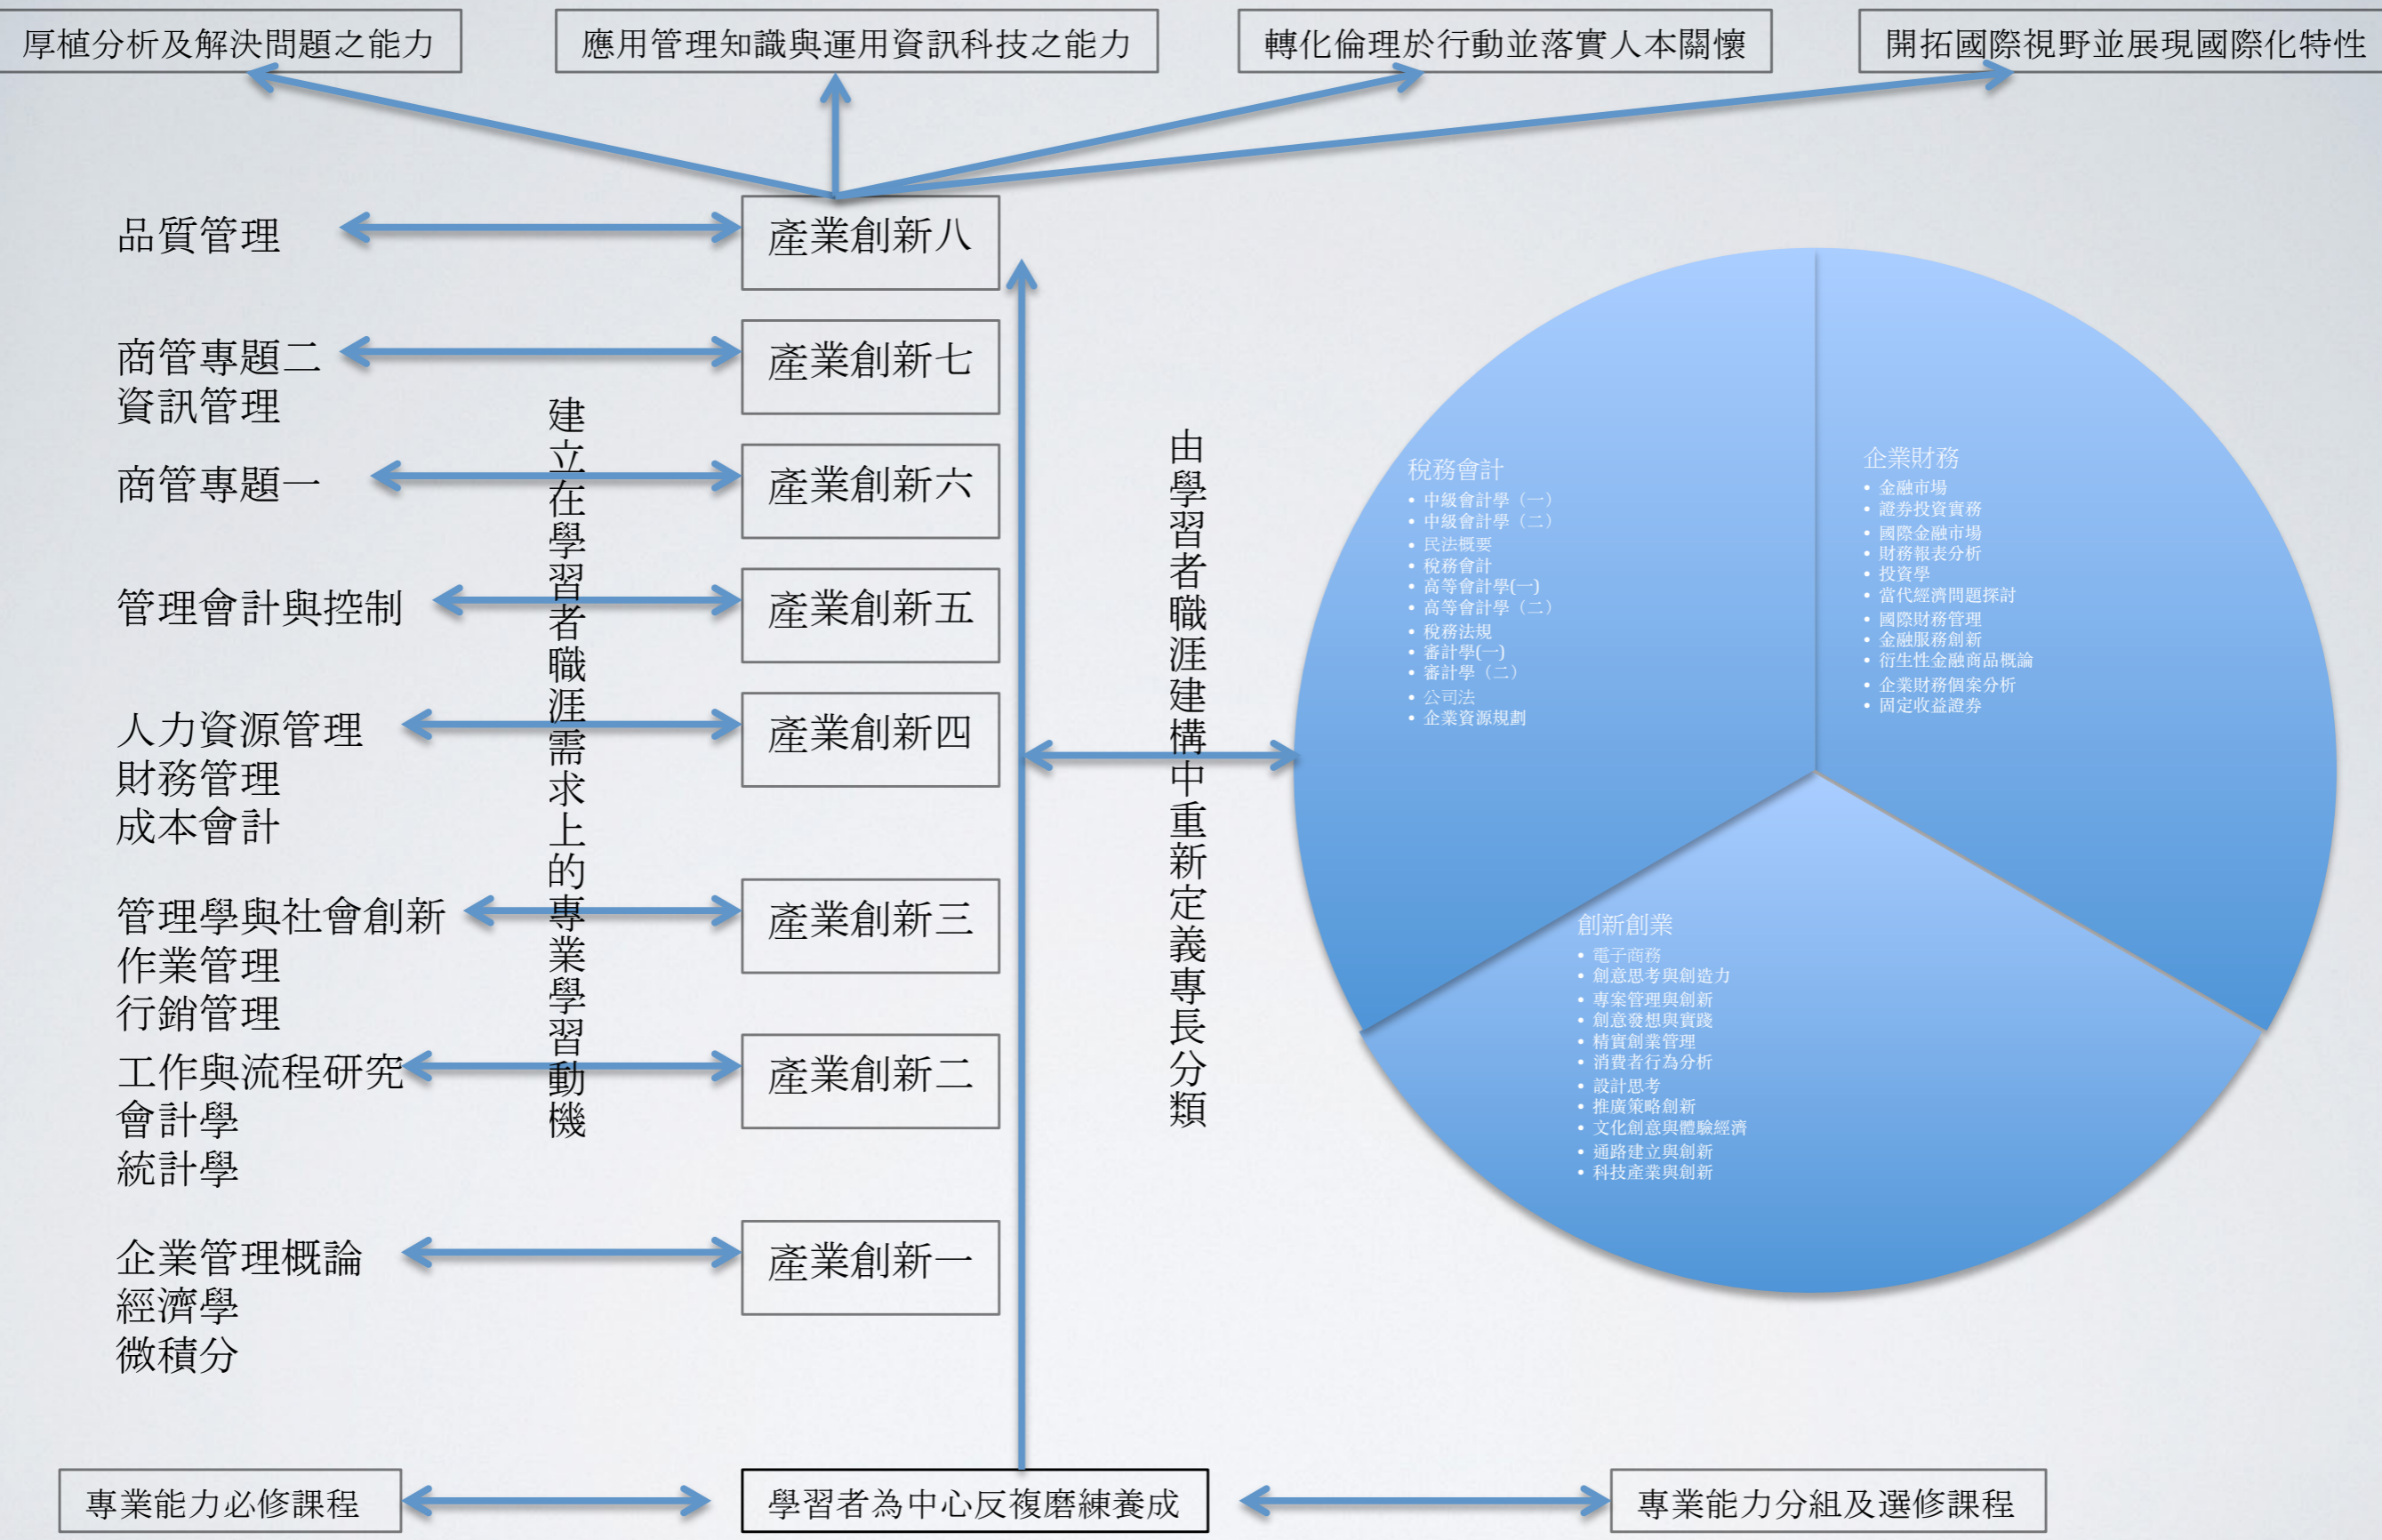 厚植分析及解決問題之能力
應用管理知識與運用資訊科技之能力
轉化倫理於行動並落實人本關懷
開拓國際視野並展現國際化特性
品質管理
產業創新八
商管專題二
資訊管理
產業創新七
商管專題一
產業創新六
管理會計與控制
產業創新五
人力資源管理
財務管理
成本會計
產業創新四
管理學與社會創新
作業管理
行銷管理
產業創新三
工作與流程研究
會計學
統計學
產業創新二
企業管理概論
經濟學
微積分
產業創新一
建立在學習者職涯需求上的專業學習動機
由學習者職涯建構中重新定義專長分類
稅務會計
• 中級會計學（一）
• 中級會計學（二）
• 民法概要
• 稅務會計
• 高等會計學(一)
• 高等會計學（二）
• 稅務法規
• 審計學(一)
• 審計學（二）
• 公司法
• 企業資源規劃
企業財務
• 金融市場
• 證券投資實務
• 國際金融市場
• 財務報表分析
• 投資學
• 當代經濟問題探討
• 國際財務管理
• 金融服務創新
• 衍生性金融商品概論
• 企業財務個案分析
• 固定收益證券
創新創業
• 電子商務
• 創意思考與創造力
• 專案管理與創新
• 創意發想與實踐
• 精實創業管理
• 消費者行為分析
• 設計思考
• 推廣策略創新
• 文化創意與體驗經濟
• 通路建立與創新
• 科技產業與創新
專業能力必修課程
學習者為中心反複磨練養成
專業能力分組及選修課程